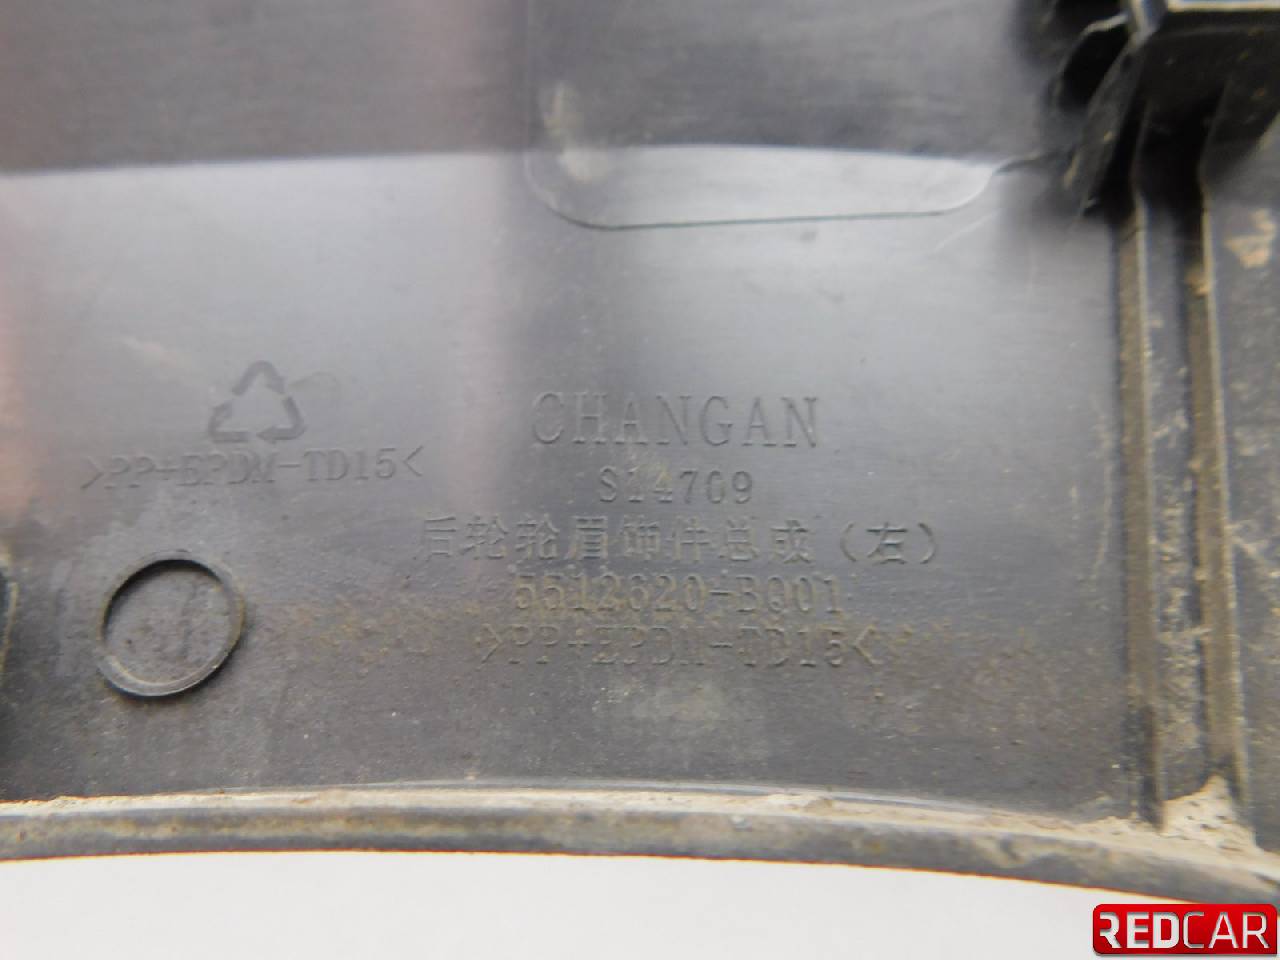 >PP+EPDM-TD15<
CHANGAN
S14709
后轮轮眉饰件总成（右）
5512620-BQ01
>PP+EPDM-TD15<
REDCAR